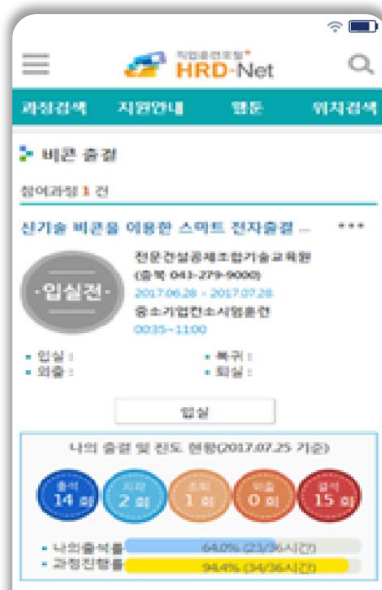 직업훈련포털
HRD-Net
과정검색 지원안내 웹툰 위치검색
비콘 출결
참여과정 1 건
신기술 비콘을 이용한 스마트 전자출결 ...
전문건설공제조합기술교육원
(충북 043-279-9000)
2017.06.28 ~ 2017.07.28
중소기업컨소시엄훈련
00:35~11:00
·입실전·
• 입실 : • 복귀 :
• 외출 : • 퇴실 :
입실
나의 출결 및 진도 현황(2017.07.25 기준)
출석 지각 조퇴 외출 결석
14 회 2 회 1 회 0 회 15 회
• 나의출석률 64.0% (23/36시간)
• 과정진행률 94.4% (34/36시간)